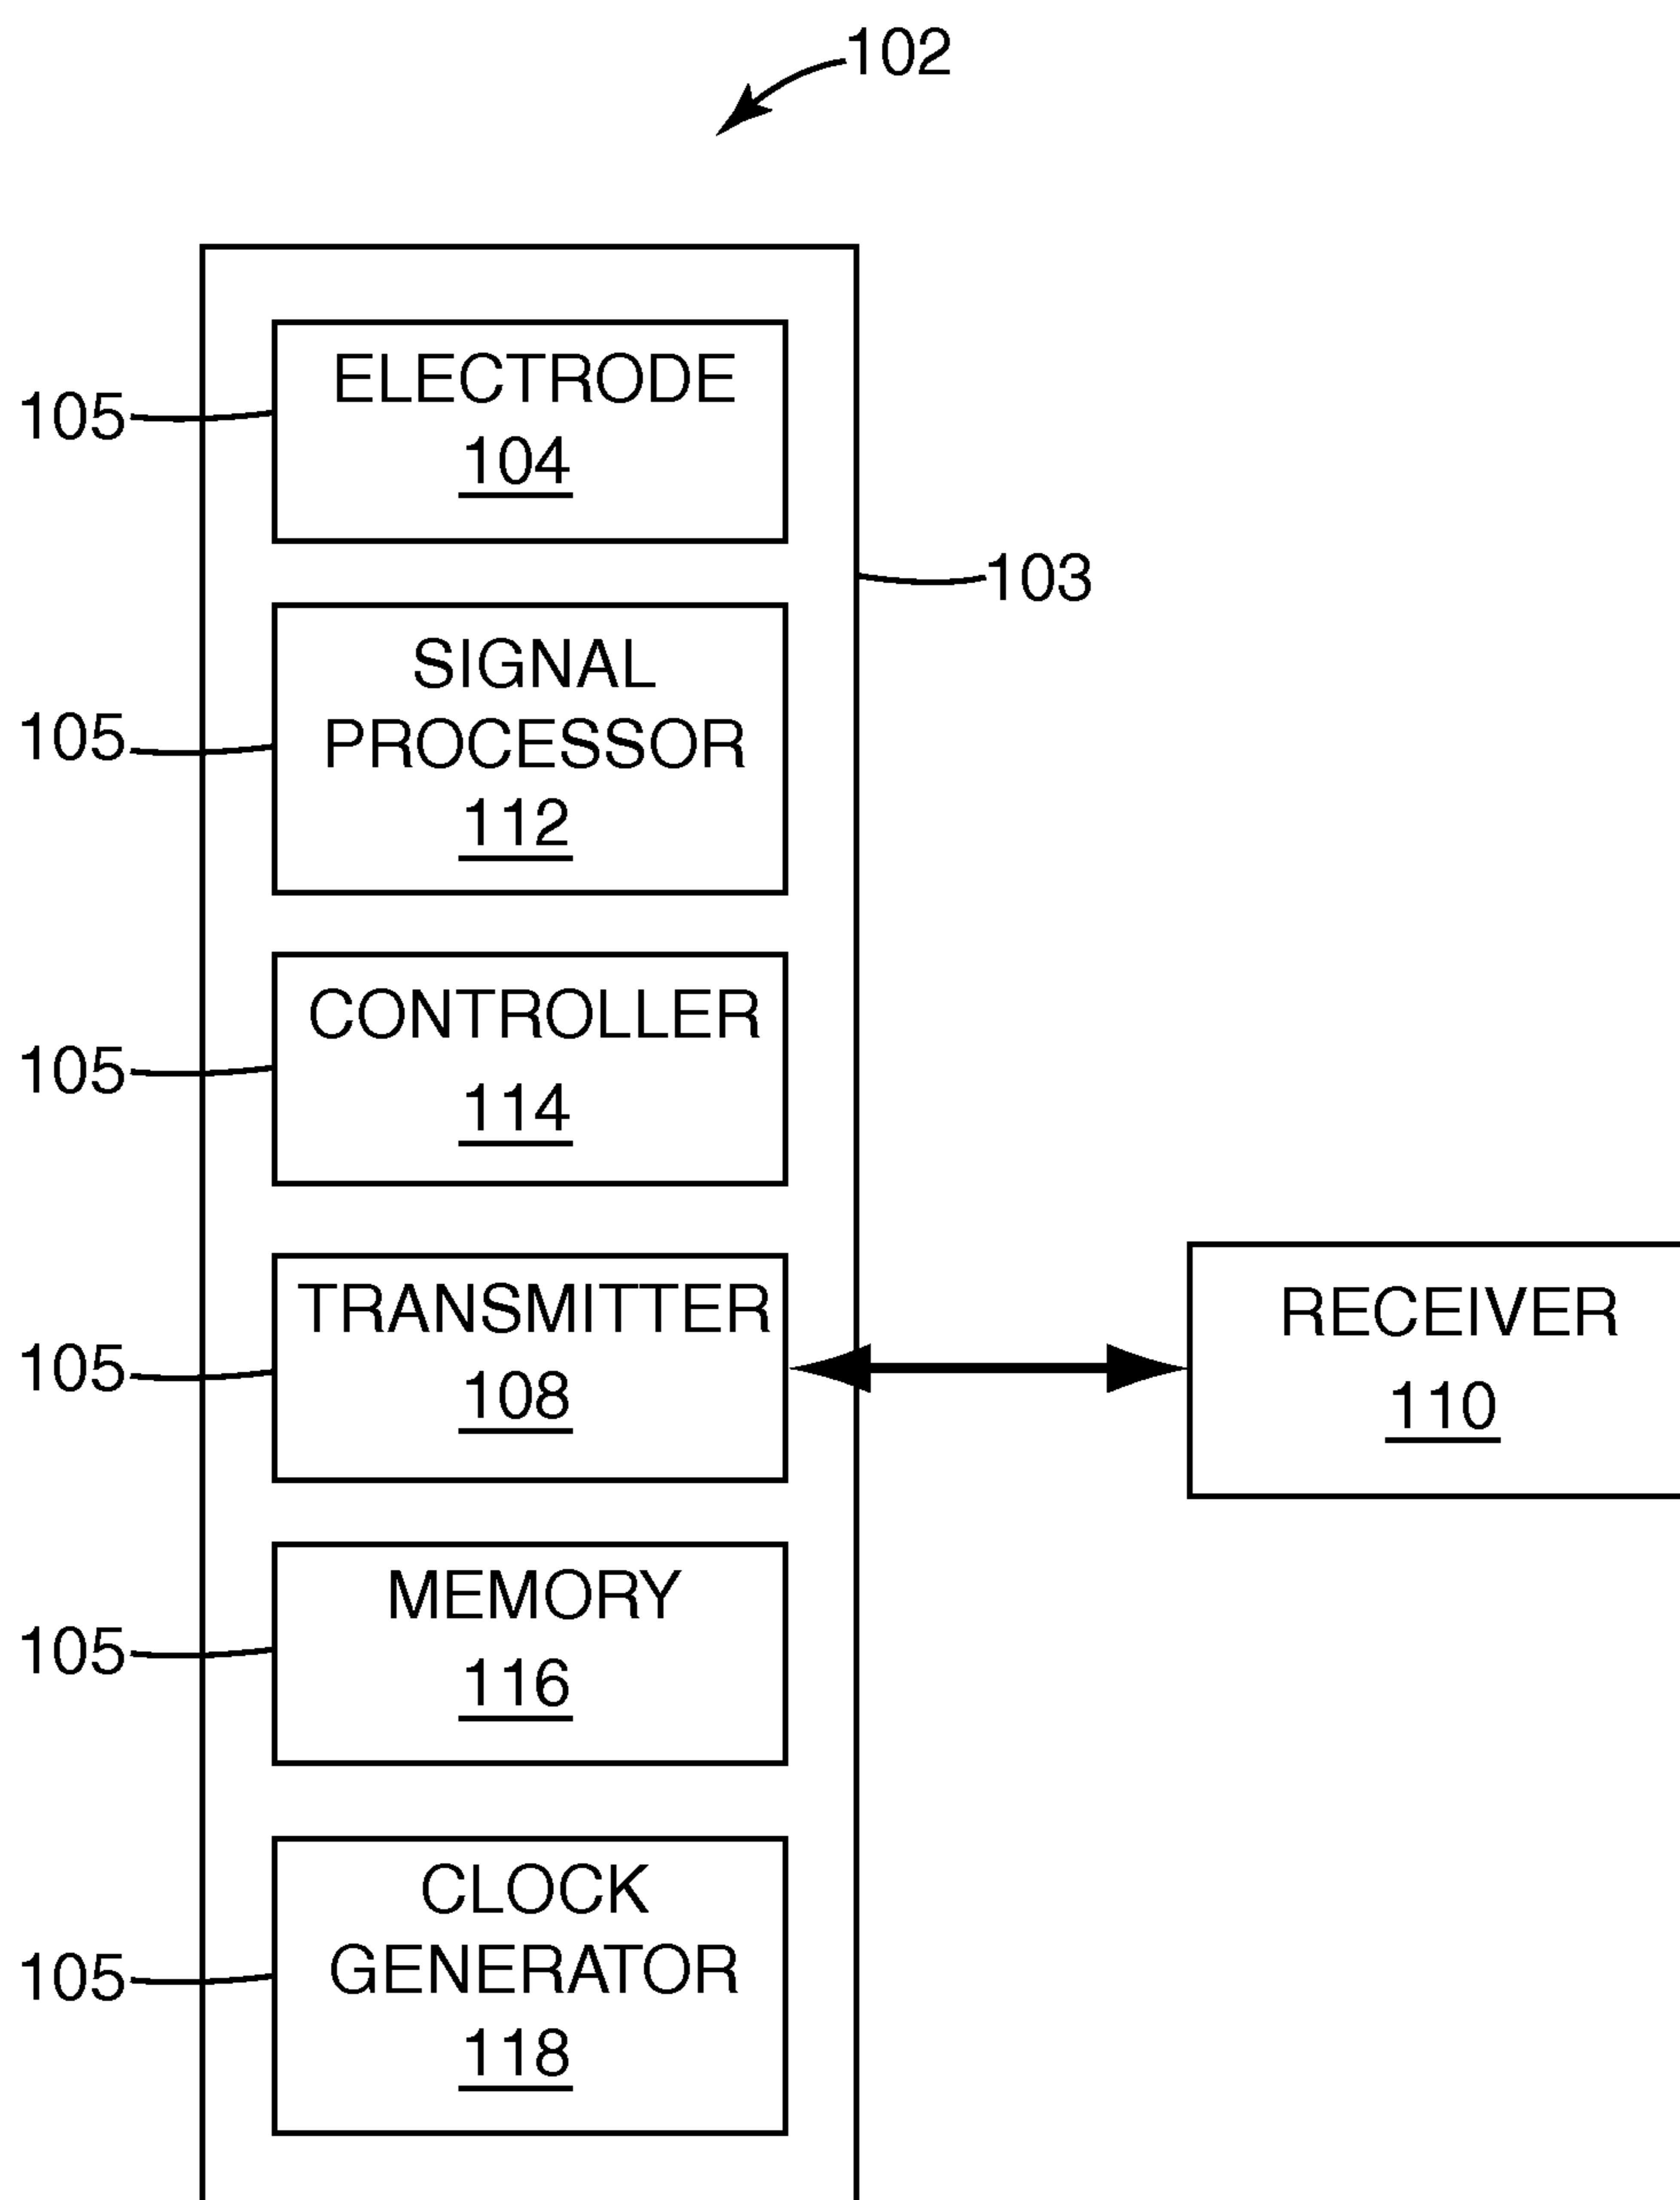 102
ELECTRODE
104
105
103
SIGNAL
PROCESSOR
112
105
CONTROLLER
114
105
TRANSMITTER
108
105
RECEIVER
110
MEMORY
116
105
CLOCK
GENERATOR
118
105